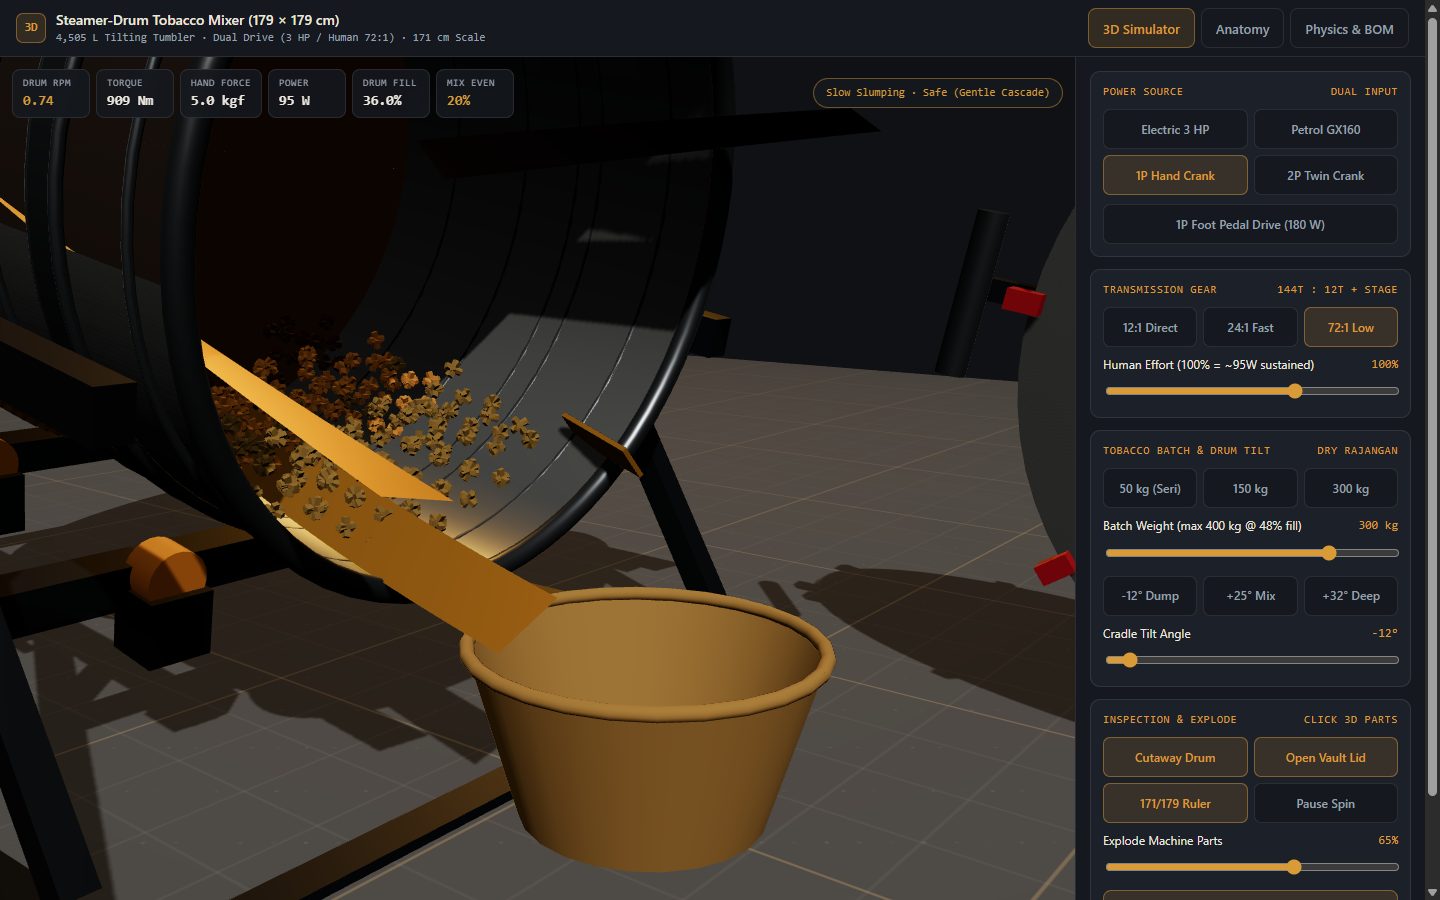 3D
Steamer-Drum Tobacco Mixer (179 × 179 cm)
4,505 L Tilting Tumbler · Dual Drive (3 HP / Human 72:1) · 171 cm Scale
3D Simulator
Anatomy
Physics & BOM
DRUM RPM
0.74
TORQUE
909 Nm
HAND FORCE
5.0 kgf
POWER
95 W
DRUM FILL
36.0%
MIX EVEN
20%
Slow Slumping · Safe (Gentle Cascade)
POWER SOURCE
DUAL INPUT
Electric 3 HP
Petrol GX160
1P Hand Crank
2P Twin Crank
1P Foot Pedal Drive (180 W)
TRANSMISSION GEAR
144T : 12T + STAGE
12:1 Direct
24:1 Fast
72:1 Low
Human Effort (100% = ~95W sustained)
100%
TOBACCO BATCH & DRUM TILT
DRY RAJANGAN
50 kg (Seri)
150 kg
300 kg
Batch Weight (max 400 kg @ 48% fill)
300 kg
-12° Dump
+25° Mix
+32° Deep
Cradle Tilt Angle
-12°
INSPECTION & EXPLODE
CLICK 3D PARTS
Cutaway Drum
Open Vault Lid
171/179 Ruler
Pause Spin
Explode Machine Parts
65%